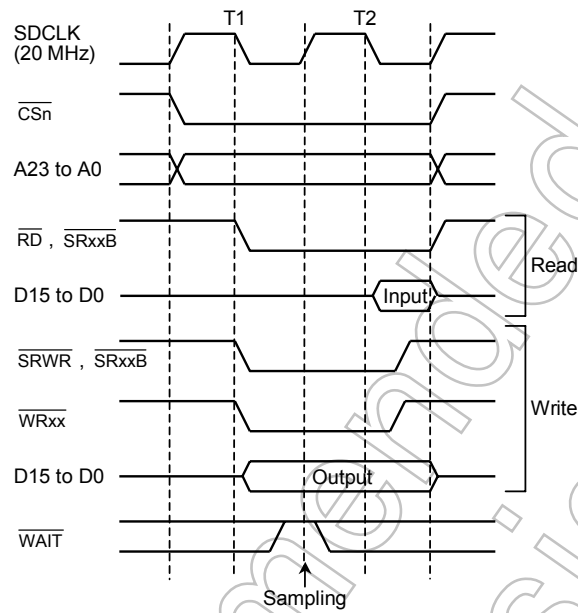 T1 T2
SDCLK
(20 MHz)
CSn
A23 to A0
RD , SRxxB
Read
D15 to D0 Input
SRWR , SRxxB
Write
WRxx
D15 to D0 Output
WAIT
Sampling